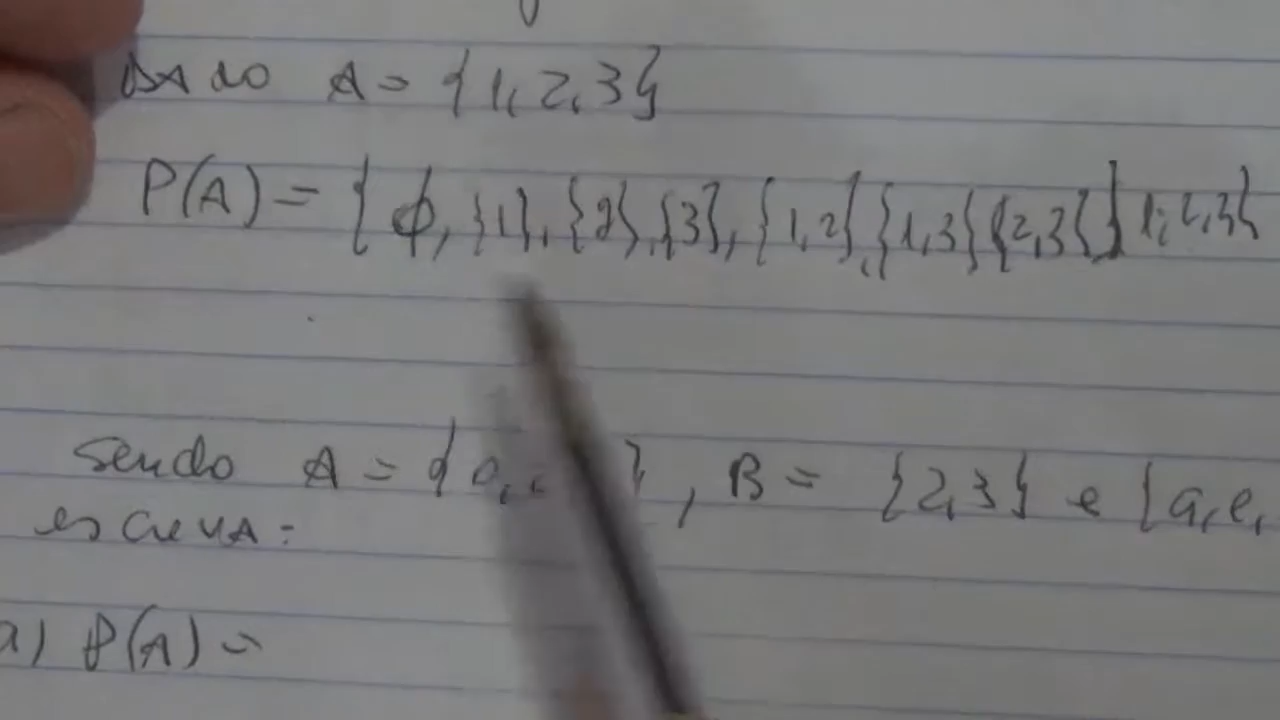 Dado A = {1, 2, 3}
P(A) = { ϕ, {1}, {2}, {3}, {1,2}, {1,3} {2,3} } 1, 2, 3}
Sendo A = { }, B = {2,3} e {a, e,
escreva:
a) P(A) =